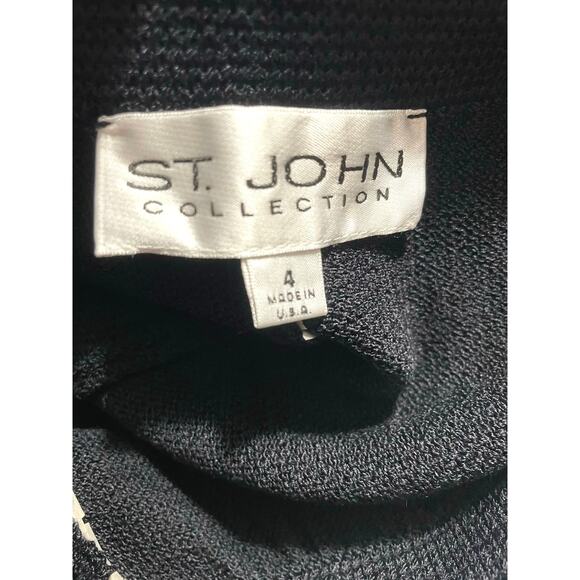 ST. JOHN
COLLECTION
4
MADE IN
U.S.A.